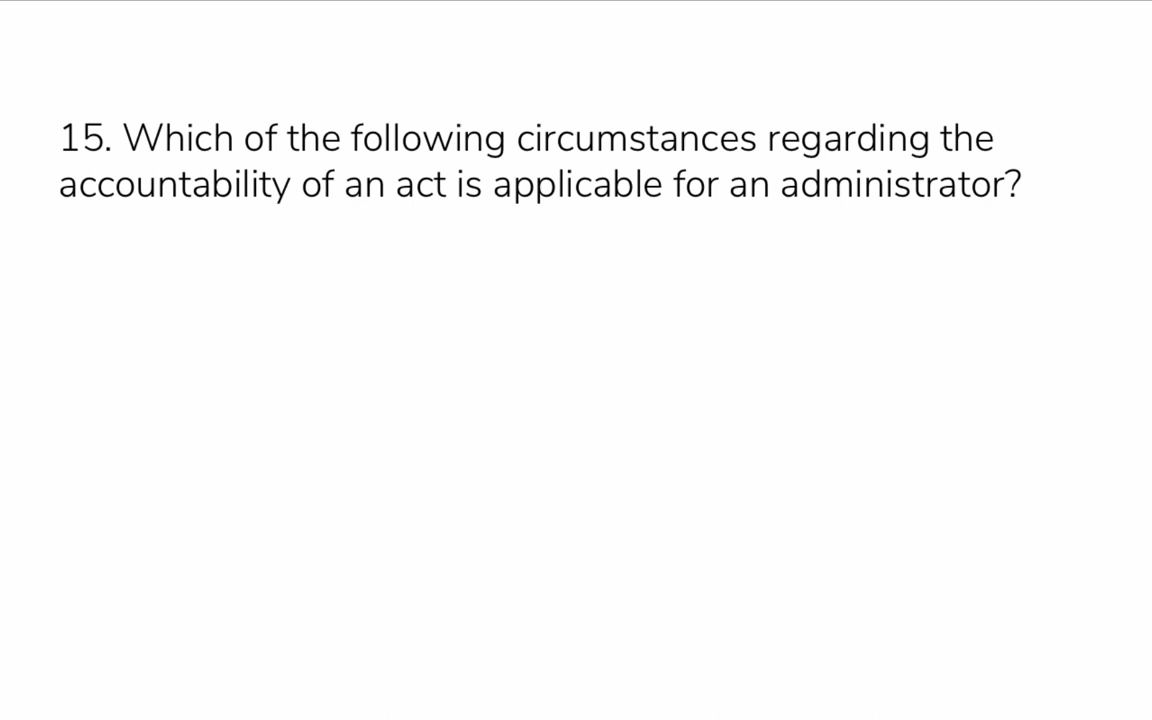 15. Which of the following circumstances regarding the
accountability of an act is applicable for an administrator?